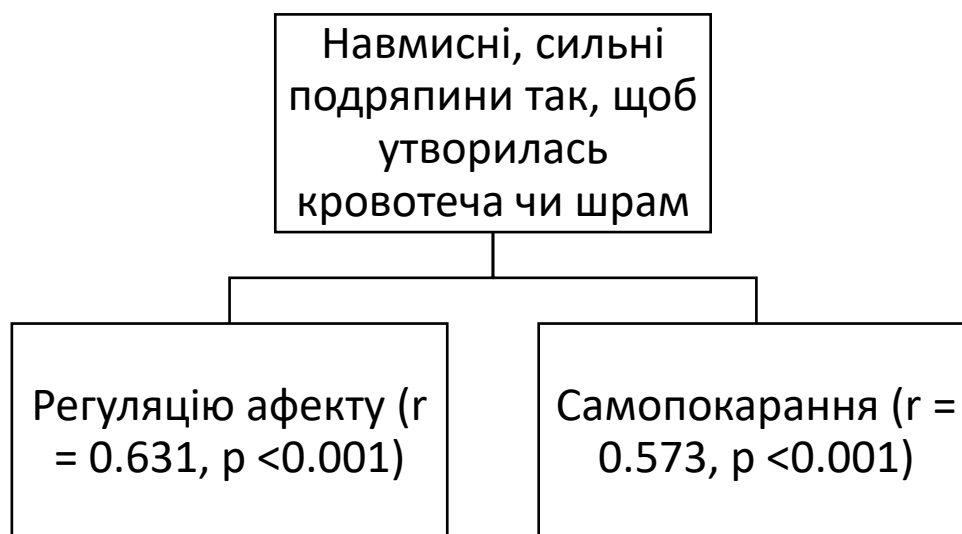 Навмисні, сильні
подряпини так, щоб
утворилась
кровотеча чи шрам
Регуляцію афекту (r
= 0.631, p <0.001)
Самопокарання (r =
0.573, p <0.001)